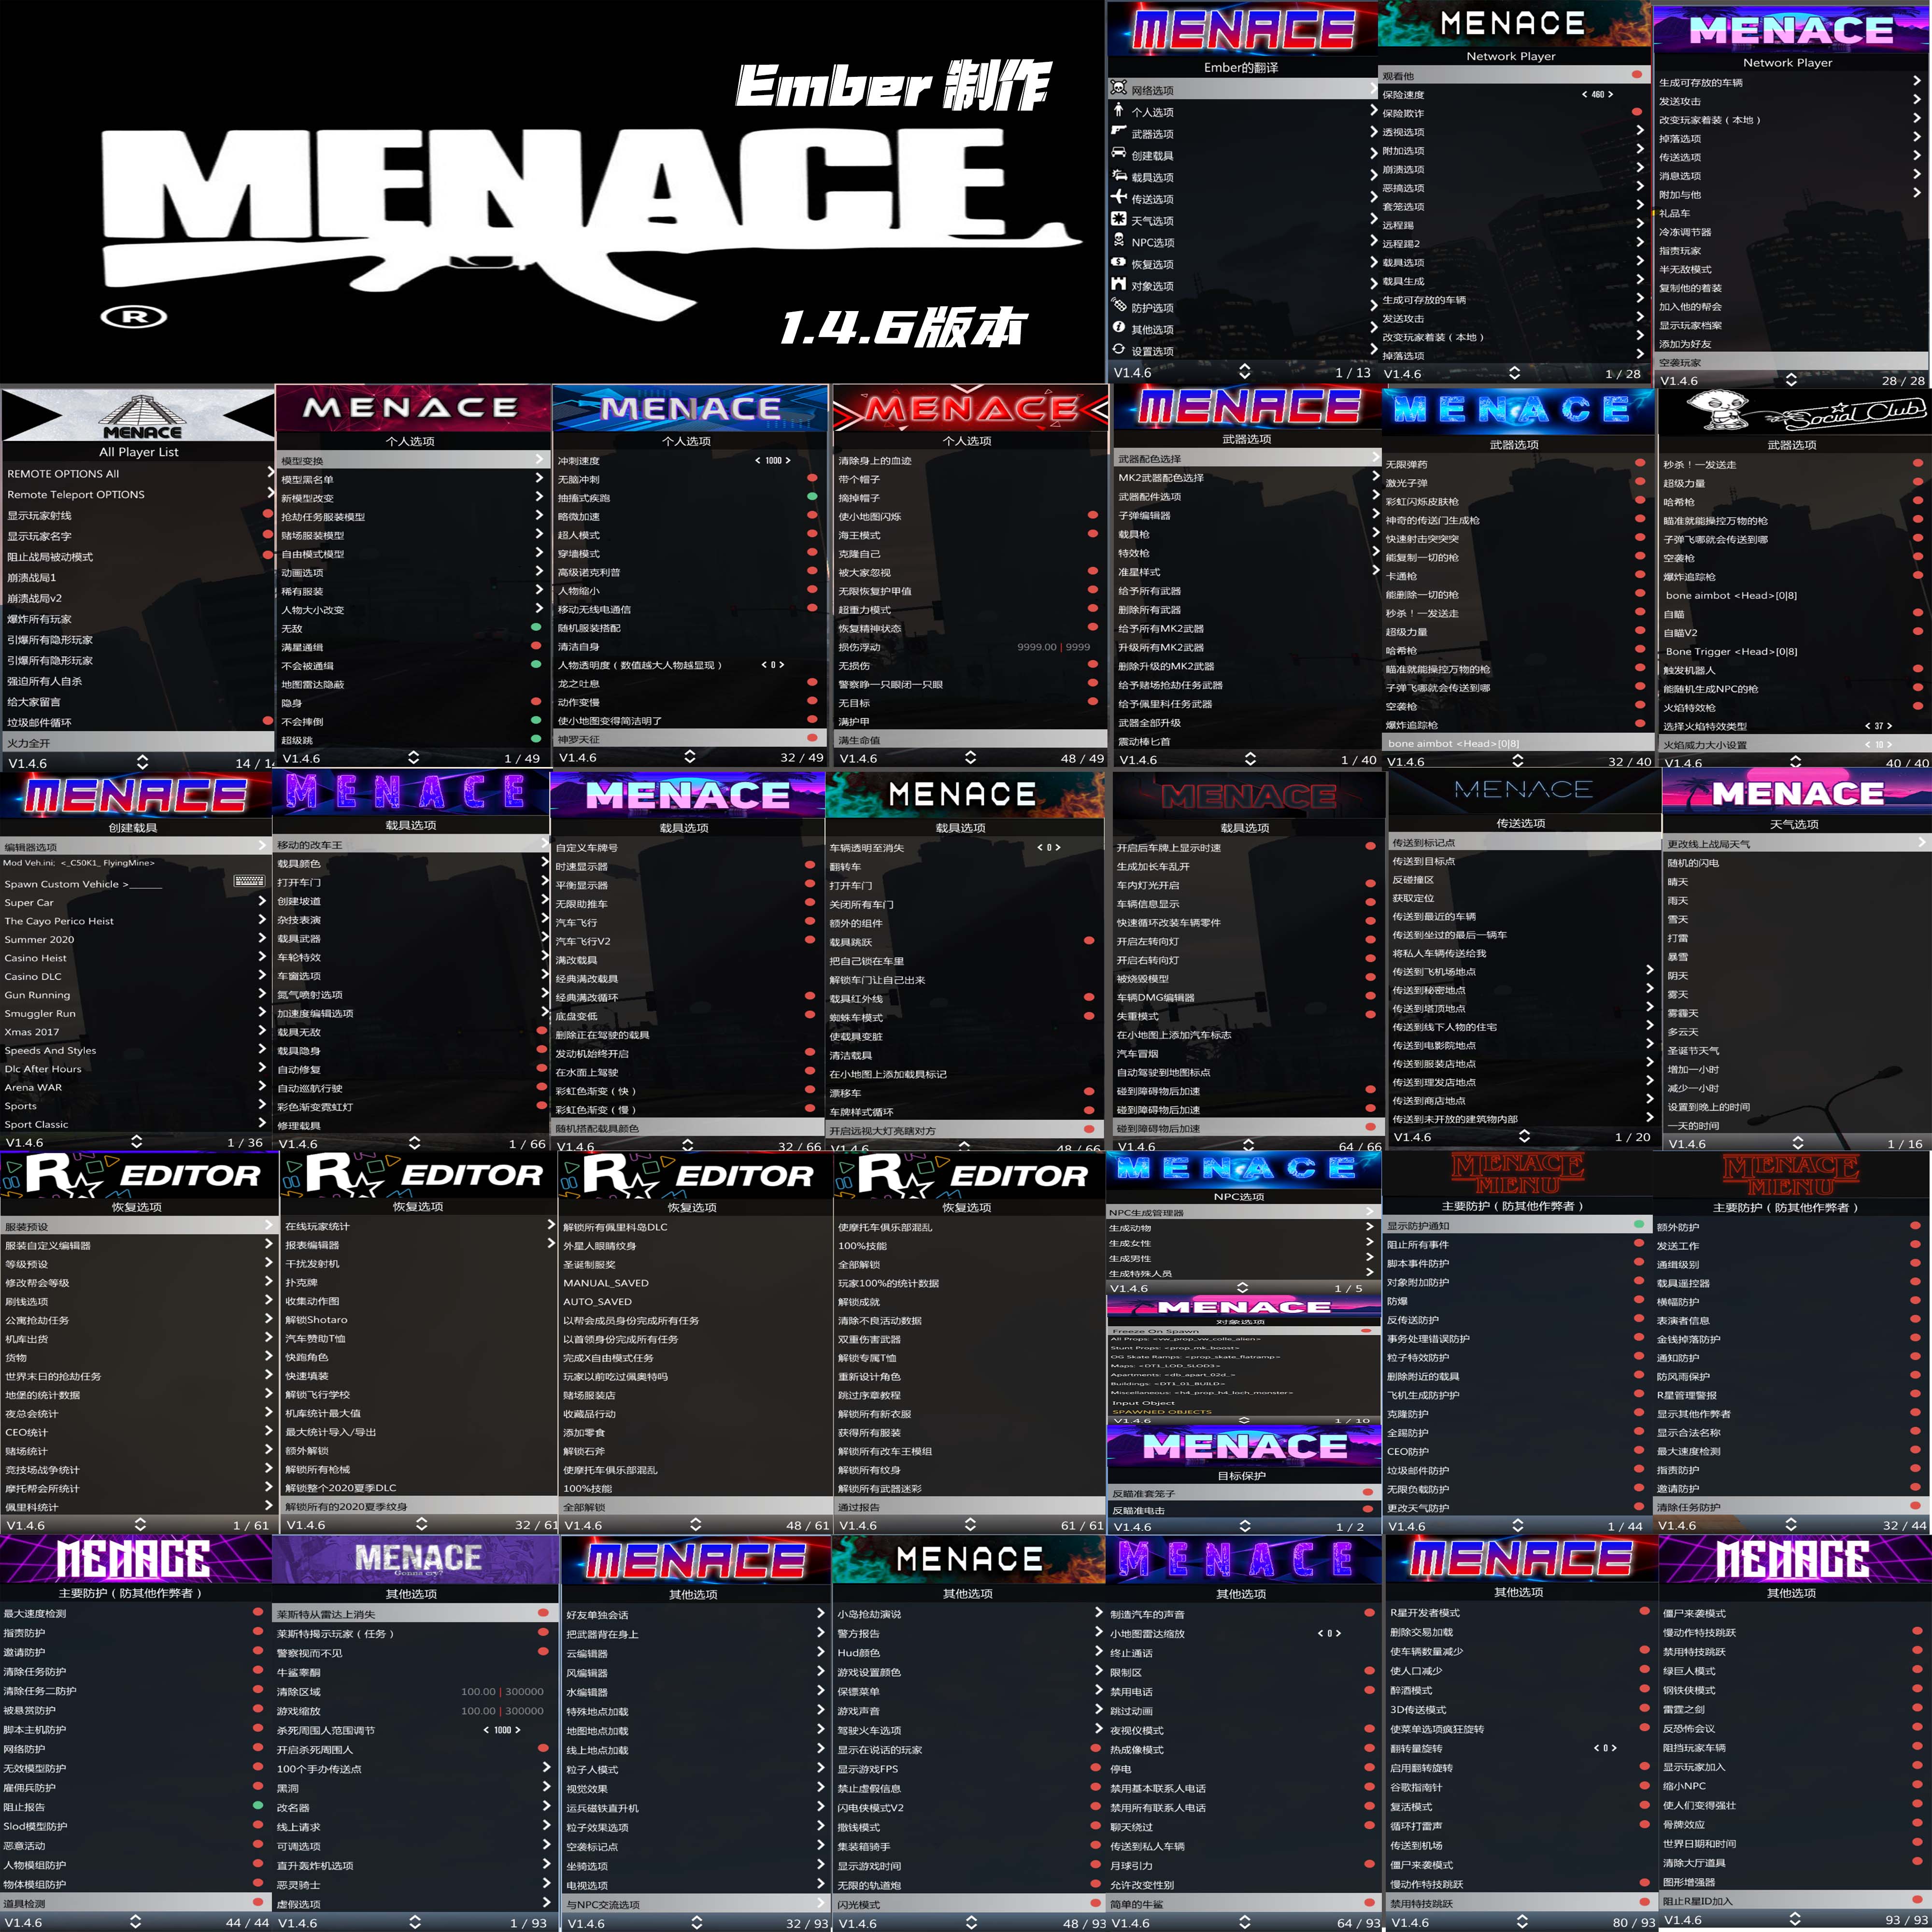 Ember 制作
MENACE
®
1.4.6版本
MENACE
Ember的翻译
网络选项
个人选项
武器选项
创建载具
载具选项
传送选项
天气选项
NPC选项
恢复选项
对象选项
防护选项
其他选项
设置选项
V1.4.6 1 / 13
MENACE
Network Player
观看他
保险速度 < 460 >
保险欺诈
透视选项
附加选项
崩溃选项
恶搞选项
套笼选项
远程踢
远程踢2
载具选项
载具生成
生成可存放的车辆
发送攻击
改变玩家着装（本地）
掉落选项
V1.4.6 1 / 28
MENACE
Network Player
生成可存放的车辆
发送攻击
改变玩家着装（本地）
掉落选项
传送选项
消息选项
附加与他
礼品车
冷冻调节器
指责玩家
半无敌模式
复制他的着装
加入他的帮会
显示玩家档案
添加为好友
空袭玩家
V1.4.6 28 / 28
MENACE
All Player List
REMOTE OPTIONS All
Remote Teleport OPTIONS
显示玩家射线
显示玩家名字
阻止战局被动模式
崩溃战局1
崩溃战局v2
爆炸所有玩家
引爆所有隐形玩家
引爆所有隐形玩家
强迫所有人自杀
给大家留言
垃圾邮件循环
火力全开
V1.4.6 14 / 14
MENACE
个人选项
模型变换
模型黑名单
新模型改变
抢劫任务服装模型
赌场服装模型
自由模式模型
动画选项
稀有服装
人物大小改变
无敌
满星通缉
不会被通缉
地图雷达隐蔽
隐身
不会摔倒
超级跳
V1.4.6 1 / 49
MENACE
个人选项
冲刺速度 < 1000 >
无脑冲刺
抽搐式疾跑
略微加速
超人模式
穿墙模式
高级诺克利普
人物缩小
移动无线电通信
随机服装搭配
清洁自身
人物透明度（数值越大人物越显现） < 0 >
龙之吐息
动作变慢
使小地图变得简洁明了
神罗天征
V1.4.6 32 / 49
MENACE
个人选项
清除身上的血迹
带个帽子
摘掉帽子
使小地图闪烁
海王模式
克隆自己
被大家忽视
无限恢复护甲值
超重力模式
恢复精神状态
损伤浮动 9999.00 | 9999
无损伤
警察睁一只眼闭一只眼
无目标
满护甲
满生命值
V1.4.6 48 / 49
MENACE
武器选项
武器配色选择
MK2武器配色选择
武器配件选项
子弹编辑器
载具枪
特效枪
准星样式
给予所有武器
删除所有武器
给予所有MK2武器
升级所有MK2武器
删除升级的MK2武器
给予赌场抢劫任务武器
给予佩里科任务武器
武器全部升级
震动棒匕首
V1.4.6 1 / 40
MENACE
武器选项
无限弹药
激光子弹
彩虹闪烁皮肤枪
神奇的传送门生成枪
快速射击突突突
能复制一切的枪
卡通枪
能删除一切的枪
秒杀！一发送走
超级力量
哈希枪
瞄准就能操控万物的枪
子弹飞哪就会传送到哪
空袭枪
爆炸追踪枪
bone aimbot <Head>[0|8]
V1.4.6 32 / 40
Social Club
武器选项
秒杀！一发送走
超级力量
哈希枪
瞄准就能操控万物的枪
子弹飞哪就会传送到哪
空袭枪
爆炸追踪枪
bone aimbot <Head>[0|8]
自瞄
自瞄V2
Bone Trigger <Head>[0|8]
触发机器人
能随机生成NPC的枪
火焰特效枪
选择火焰特效类型 < 37 >
火焰威力大小设置 < 10 >
V1.4.6 40 / 40
MENACE
创建载具
编辑器选项
Mod Veh.ini; <_C50K1_ FlyingMine>
Spawn Custom Vehicle >______
Super Car
The Cayo Perico Heist
Summer 2020
Casino Heist
Casino DLC
Gun Running
Smuggler Run
Xmas 2017
Speeds And Styles
Dlc After Hours
Arena WAR
Sports
Sport Classic
V1.4.6 1 / 36
MENACE
载具选项
移动的改车王
载具颜色
打开车门
创建坡道
杂技表演
载具武器
车轮特效
车窗选项
氮气喷射选项
加速度编辑选项
载具无敌
载具隐身
自动修复
自动巡航行驶
彩色渐变霓虹灯
修理载具
V1.4.6 1 / 66
MENACE
载具选项
自定义车牌号
时速显示器
平衡显示器
无限助推车
汽车飞行
汽车飞行V2
满改载具
经典满改载具
经典满改循环
底盘变低
删除正在驾驶的载具
发动机始终开启
在水面上驾驶
彩虹色渐变（快）
彩虹色渐变（慢）
随机搭配载具颜色
V1.4.6 32 / 66
MENACE
载具选项
车辆透明至消失 < 0 >
翻转车
打开车门
关闭所有车门
额外的组件
载具跳跃
把自己锁在车里
解锁车门让自己出来
载具红外线
蜘蛛车模式
使载具变脏
清洁载具
在小地图上添加载具标记
漂移车
车牌样式循环
开启远视大灯亮瞎对方
V1.4.6 48 / 66
MENACE
载具选项
开启后车牌上显示时速
生成加长车乱开
车内灯光开启
车辆信息显示
快速循环改装车辆零件
开启左转向灯
开启右转向灯
被烧毁模型
车辆DMG编辑器
失重模式
在小地图上添加汽车标志
汽车冒烟
自动驾驶到地图标点
碰到障碍物后加速
碰到障碍物后加速
碰到障碍物后加速
V1.4.6 64 / 66
MENACE
传送选项
传送到标记点
传送到目标点
反碰撞区
获取定位
传送到最近的车辆
传送到坐过的最后一辆车
将私人车辆传送给我
传送到飞机场地点
传送到秘密地点
传送到塔顶地点
传送到线下人物的住宅
传送到电影院地点
传送到服装店地点
传送到理发店地点
传送到商店地点
传送到未开放的建筑物内部
V1.4.6 1 / 20
MENACE
天气选项
更改线上战局天气
随机的闪电
晴天
雨天
雪天
打雷
暴雪
阴天
雾天
雾霾天
多云天
圣诞节天气
增加一小时
减少一小时
设置到晚上的时间
一天的时间
V1.4.6 1 / 16
R EDITOR
恢复选项
服装预设
服装自定义编辑器
等级预设
修改帮会等级
刷钱选项
公寓抢劫任务
机库出货
货物
世界末日的抢劫任务
地堡的统计数据
夜总会统计
CEO统计
赌场统计
竞技场战争统计
摩托帮会所统计
佩里科统计
V1.4.6 1 / 61
R EDITOR
恢复选项
在线玩家统计
报表编辑器
干扰发射机
扑克牌
收集动作图
解锁Shotaro
汽车赞助T恤
快跑角色
快速填装
解锁飞行学校
机库统计最大值
最大统计导入/导出
额外解锁
解锁所有枪械
解锁整个2020夏季DLC
解锁所有的2020夏季纹身
V1.4.6 32 / 61
R EDITOR
恢复选项
解锁所有佩里科岛DLC
外星人眼睛纹身
圣诞制服奖
MANUAL_SAVED
AUTO_SAVED
以帮会成员身份完成所有任务
以首领身份完成所有任务
完成X自由模式任务
玩家以前吃过佩奥特吗
赌场服装店
收藏品行动
添加零食
解锁石斧
使摩托车俱乐部混乱
100%技能
全部解锁
V1.4.6 48 / 61
R EDITOR
恢复选项
使摩托车俱乐部混乱
100%技能
全部解锁
玩家100%的统计数据
解锁成就
清除不良活动数据
双重伤害武器
解锁专属T恤
重新设计角色
跳过序章教程
解锁所有新衣服
获得所有服装
解锁所有改车王模组
解锁所有纹身
解锁所有武器迷彩
通过报告
V1.4.6 61 / 61
MENACE
NPC选项
NPC生成管理器
生成动物
生成女性
生成男性
生成特殊人员
V1.4.6 1 / 5
MENACE
对象选项
Freeze On Spawn
All Props: <vw_prop_vw_colle_alien>
Stunt Props: <prop_mk_boost>
OG Skate Ramps: <prop_skate_flatramp>
Maps: <DT1_LOD_SLOD3>
Apartments: <db_apart_02d_>
Buildings: <DT1_01_BUILD>
Miscellaneous: <h4_prop_h4_loch_monster>
Input Object
SPAWNED OBJECTS
V1.4.6 1 / 10
MENACE
目标保护
反瞄准套笼子
反瞄准电击
V1.4.6 1 / 2
MENACE MENU
主要防护（防其他作弊者）
显示防护通知
阻止所有事件
脚本事件防护
对象附加防护
防爆
反传送防护
事务处理错误防护
粒子特效防护
删除附近的载具
飞机生成防护护
克隆防护
全踢防护
CEO防护
垃圾邮件防护
无限负载防护
更改天气防护
V1.4.6 1 / 44
MENACE MENU
主要防护（防其他作弊者）
额外防护
发送工作
通缉级别
载具遥控器
横幅防护
表演者信息
金钱掉落防护
通知防护
防风雨保护
R星管理警报
显示其他作弊者
显示合法名称
最大速度检测
指责防护
邀请防护
清除任务防护
V1.4.6 32 / 44
MENACE
主要防护（防其他作弊者）
最大速度检测
指责防护
邀请防护
清除任务防护
清除任务二防护
被悬赏防护
脚本主机防护
网络防护
无效模型防护
雇佣兵防护
阻止报告
Slod模型防护
恶意活动
人物模组防护
物体模组防护
道具检测
V1.4.6 44 / 44
MENACE
Gonna cry?
其他选项
莱斯特从雷达上消失
莱斯特揭示玩家（任务）
警察视而不见
牛鲨睾酮
清除区域 100.00 | 300000
游戏缩放 100.00 | 300000
杀死周围人范围调节 < 1000 >
开启杀死周围人
100个手办传送点
黑洞
改名器
线上请求
可调选项
直升轰炸机选项
恶灵骑士
虚假选项
V1.4.6 1 / 93
MENACE
其他选项
好友单独会话
把武器背在身上
云编辑器
风编辑器
水编辑器
特殊地点加载
地图地点加载
线上地点加载
粒子人模式
视觉效果
运兵磁铁直升机
粒子效果选项
空袭标记点
坐骑选项
电视选项
与NPC交流选项
V1.4.6 32 / 93
MENACE
其他选项
小岛抢劫演说
警方报告
Hud颜色
游戏设置颜色
保镖菜单
游戏声音
驾驶火车选项
显示在说话的玩家
显示游戏FPS
禁止虚假信息
闪电侠模式V2
撒钱模式
集装箱骑手
显示游戏时间
无限的轨道炮
闪光模式
V1.4.6 48 / 93
MENACE
其他选项
制造汽车的声音
小地图雷达缩放 < 0 >
终止通话
限制区
禁用电话
跳过动画
夜视仪模式
热成像模式
停电
禁用基本联系人电话
禁用所有联系人电话
聊天绕过
传送到私人车辆
月球引力
允许改变性别
简单的牛鲨
V1.4.6 64 / 93
MENACE
其他选项
R星开发者模式
删除交易加载
使车辆数量减少
使人口减少
醉酒模式
3D传送模式
使菜单选项疯狂旋转
翻转量旋转 < 0 >
启用翻转旋转
谷歌指南针
复活模式
循环打雷声
传送到机场
僵尸来袭模式
慢动作特技跳跃
禁用特技跳跃
V1.4.6 80 / 93
MENACE
其他选项
僵尸来袭模式
慢动作特技跳跃
禁用特技跳跃
绿巨人模式
钢铁侠模式
雷霆之剑
反恐怖会议
阻挡玩家车辆
显示玩家加入
缩小NPC
使人们变得强壮
骨牌效应
世界日期和时间
清除大厅道具
图形增强器
阻止R星ID加入
V1.4.6 93 / 93